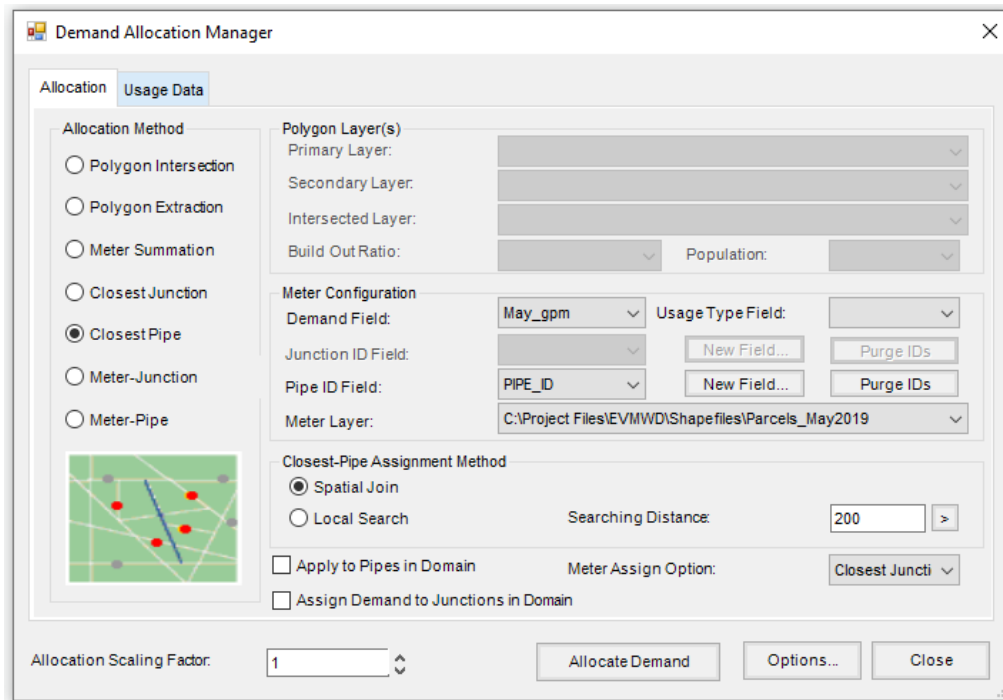 Demand Allocation Manager
Allocation
Usage Data
Allocation Method
Polygon Intersection
Polygon Extraction
Meter Summation
Closest Junction
Closest Pipe
Meter-Junction
Meter-Pipe
Polygon Layer(s)
Primary Layer:
Secondary Layer:
Intersected Layer:
Build Out Ratio:
Population:
Meter Configuration
Demand Field: May_gpm Usage Type Field:
Junction ID Field: New Field... Purge IDs
Pipe ID Field: PIPE_ID New Field... Purge IDs
Meter Layer: C:\Project Files\EVMWD\Shapefiles\Parcels_May2019
Closest-Pipe Assignment Method
Spatial Join
Local Search Searching Distance: 200 >
Apply to Pipes in Domain Meter Assign Option: Closest Juncti
Assign Demand to Junctions in Domain
Allocation Scaling Factor: 1 Allocate Demand Options... Close